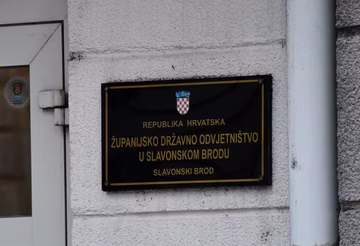 REPUBLIKA HRVATSKA
ŽUPANIJSKO DRŽAVNO ODVJETNIŠTVO
U SLAVONSKOM BRODU
SLAVONSKI BROD